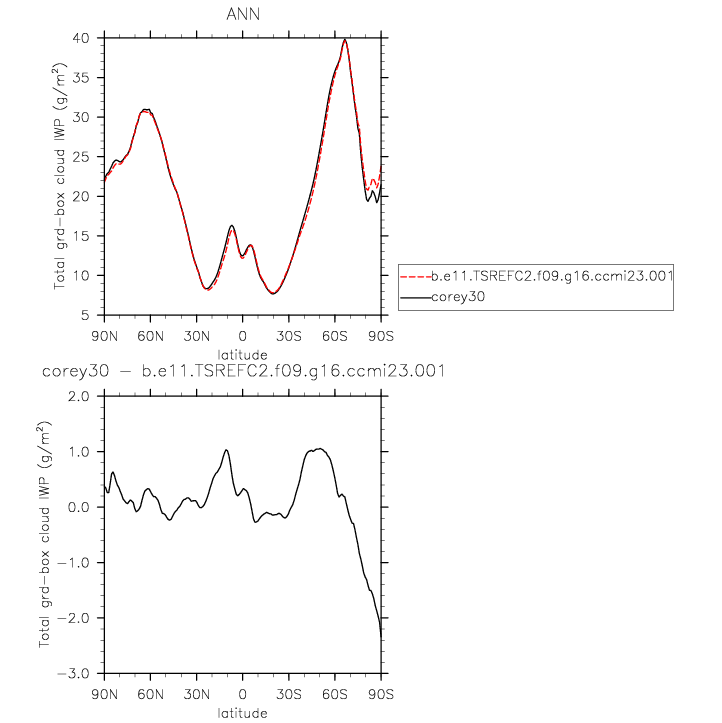 ANN
Total grd-box cloud IWP (g/m²)
40
35
30
25
20
15
10
5
90N 60N 30N 0 30S 60S 90S
latitude
b.e11.TSREFC2.f09.g16.ccmi23.001
corey30
corey30 - b.e11.TSREFC2.f09.g16.ccmi23.001
Total grd-box cloud IWP (g/m²)
2.0
1.0
0.0
-1.0
-2.0
-3.0
90N 60N 30N 0 30S 60S 90S
latitude